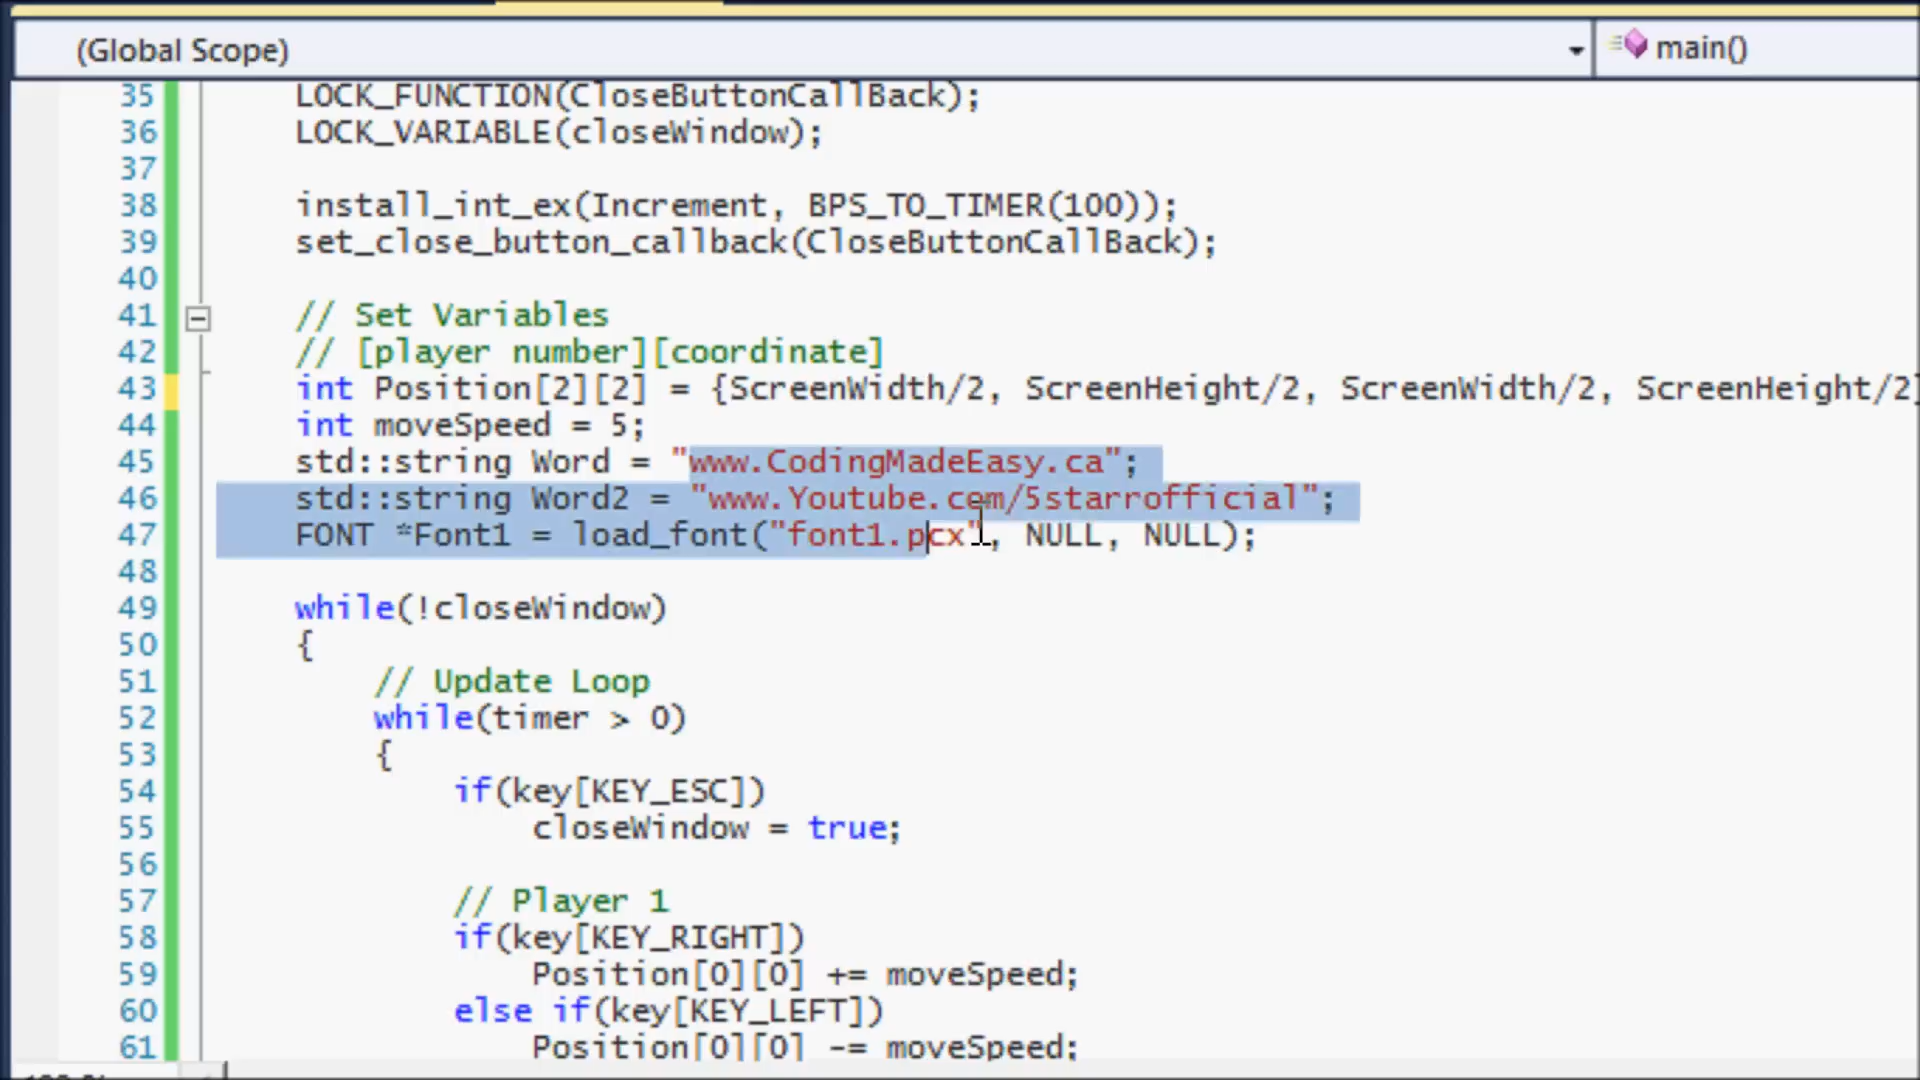 (Global Scope)
main()
35 LOCK_FUNCTION(CloseButtonCallBack);
36 LOCK_VARIABLE(closeWindow);
37
38 install_int_ex(Increment, BPS_TO_TIMER(100));
39 set_close_button_callback(CloseButtonCallBack);
40
41 // Set Variables
42 // [player number][coordinate]
43 int Position[2][2] = {ScreenWidth/2, ScreenHeight/2, ScreenWidth/2, ScreenHeight/2
44 int moveSpeed = 5;
45 std::string Word = "www.CodingMadeEasy.ca";
46 std::string Word2 = "www.Youtube.com/5starrofficial";
47 FONT *Font1 = load_font("font1.pcx", NULL, NULL);
48
49 while(!closeWindow)
50 {
51 // Update Loop
52 while(timer > 0)
53 {
54 if(key[KEY_ESC])
55 closeWindow = true;
56
57 // Player 1
58 if(key[KEY_RIGHT])
59 Position[0][0] += moveSpeed;
60 else if(key[KEY_LEFT])
61 Position[0][0] -= moveSpeed;